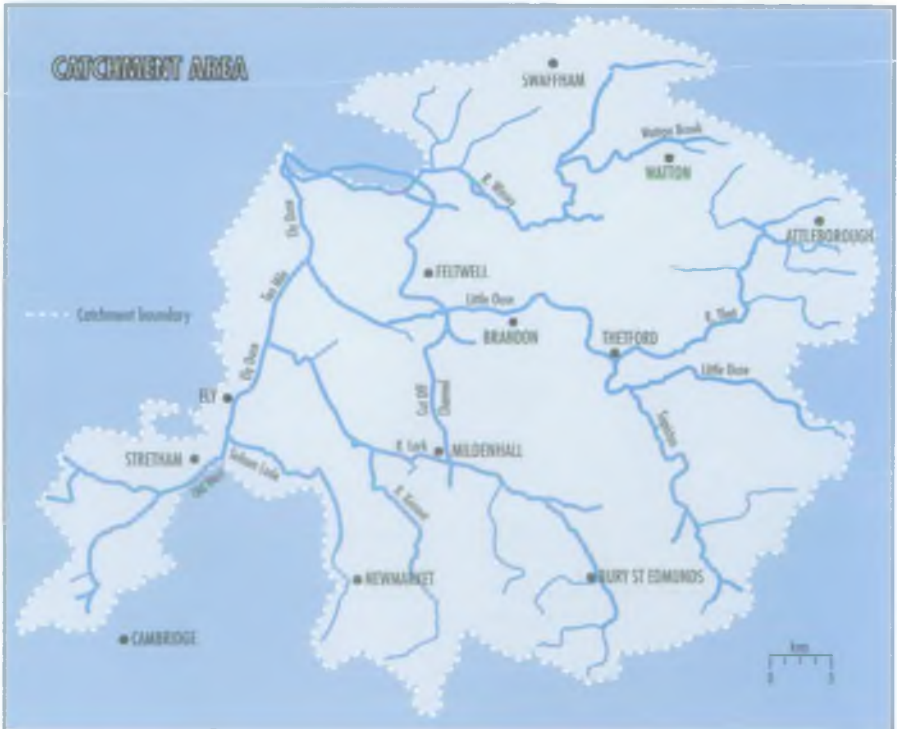 CATCHMENT AREA
SWAFFHAM
Watton Brook
WATTON
R. Wissey
ATTLEBOROUGH
Ely Ouse
FELTWELL
Ten Mile
Catchment boundary
Little Ouse
BRANDON
THETFORD
R. Thet
Little Ouse
Ely Ouse
ELY
Cut Off
Channel
Sapiston
STRETHAM
Soham Lode
R. Lark
MILDENHALL
Old West
R. Kennet
NEWMARKET
BURY ST EDMUNDS
CAMBRIDGE
km
0 5